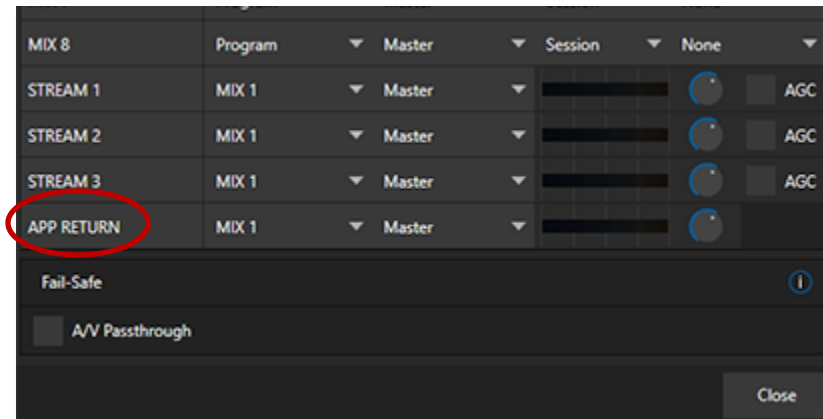 MIX 8 Program Master Session None
STREAM 1 MIX 1 Master AGC
STREAM 2 MIX 1 Master AGC
STREAM 3 MIX 1 Master AGC
APP RETURN MIX 1 Master
Fail-Safe
A/V Passthrough
Close